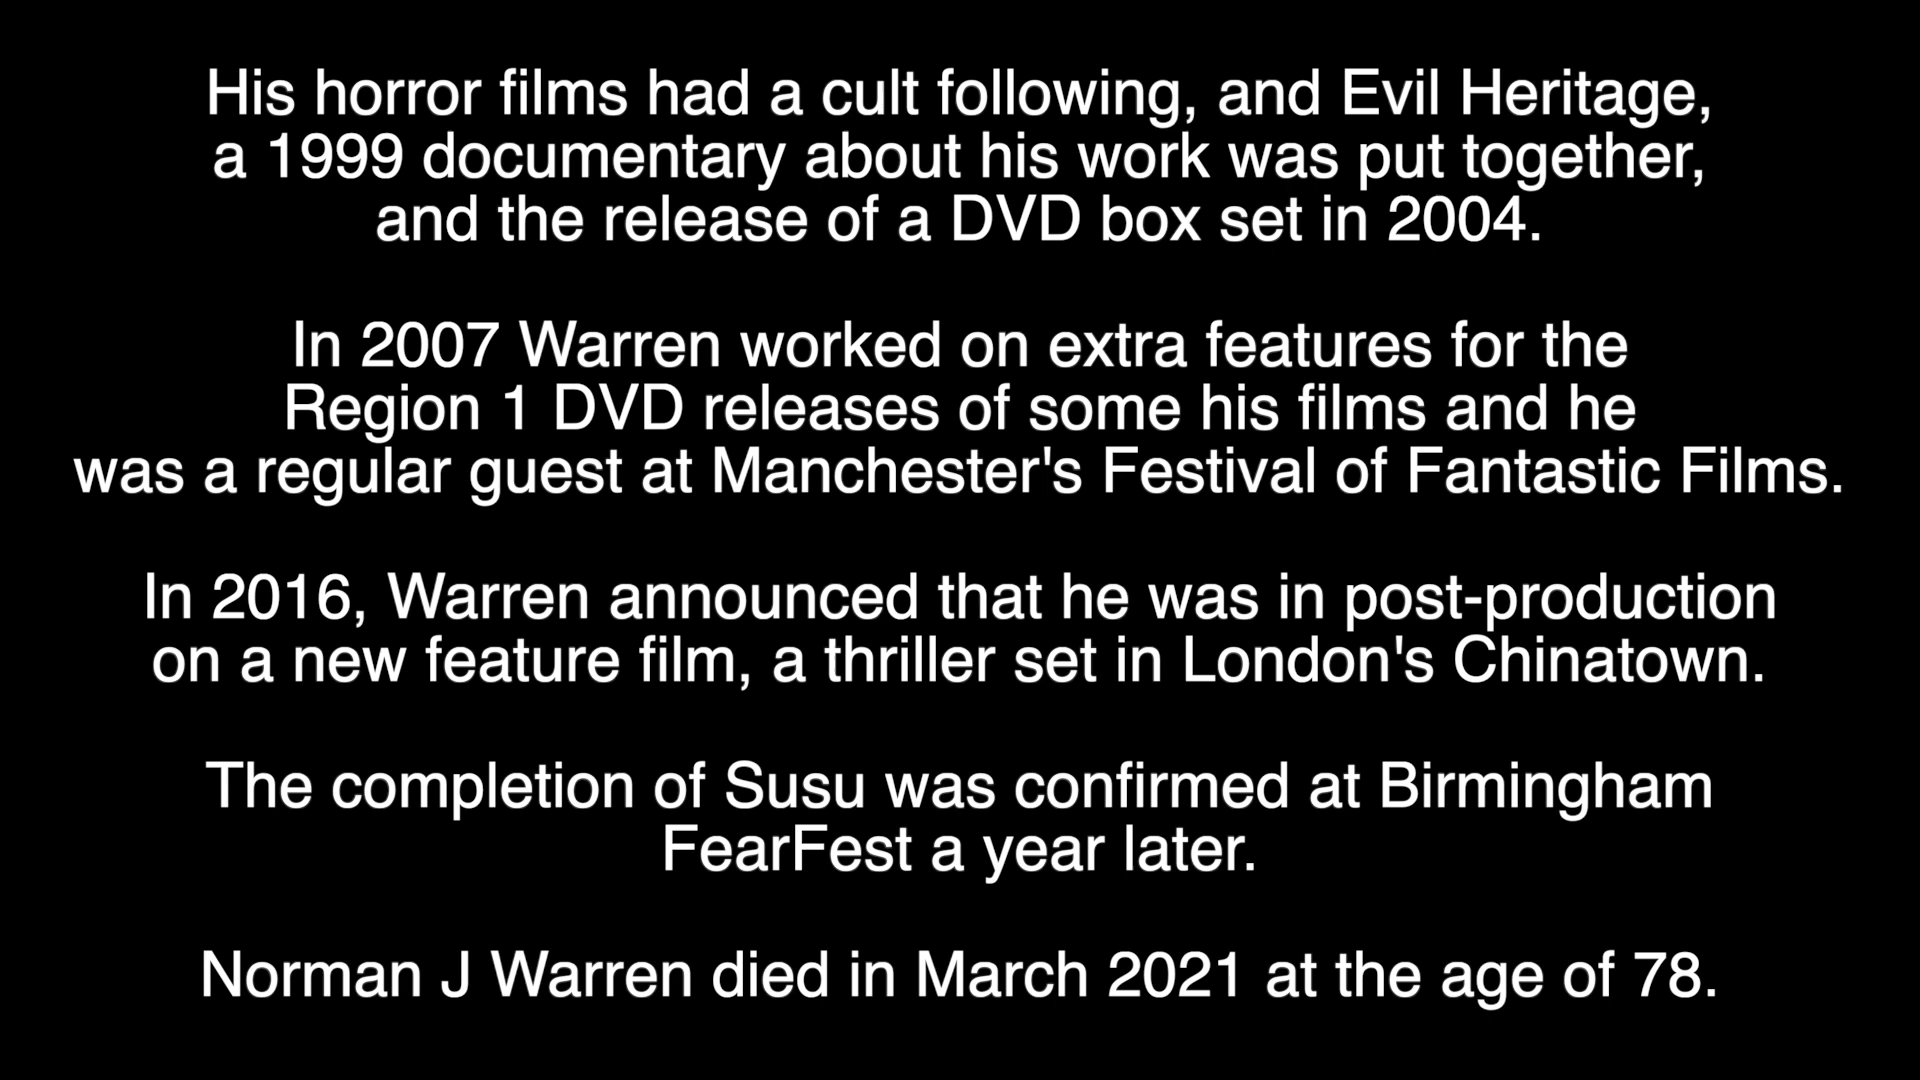 His horror films had a cult following, and Evil Heritage,
a 1999 documentary about his work was put together,
and the release of a DVD box set in 2004.
In 2007 Warren worked on extra features for the
Region 1 DVD releases of some his films and he
was a regular guest at Manchester's Festival of Fantastic Films.
In 2016, Warren announced that he was in post-production
on a new feature film, a thriller set in London's Chinatown.
The completion of Susu was confirmed at Birmingham
FearFest a year later.
Norman J Warren died in March 2021 at the age of 78.